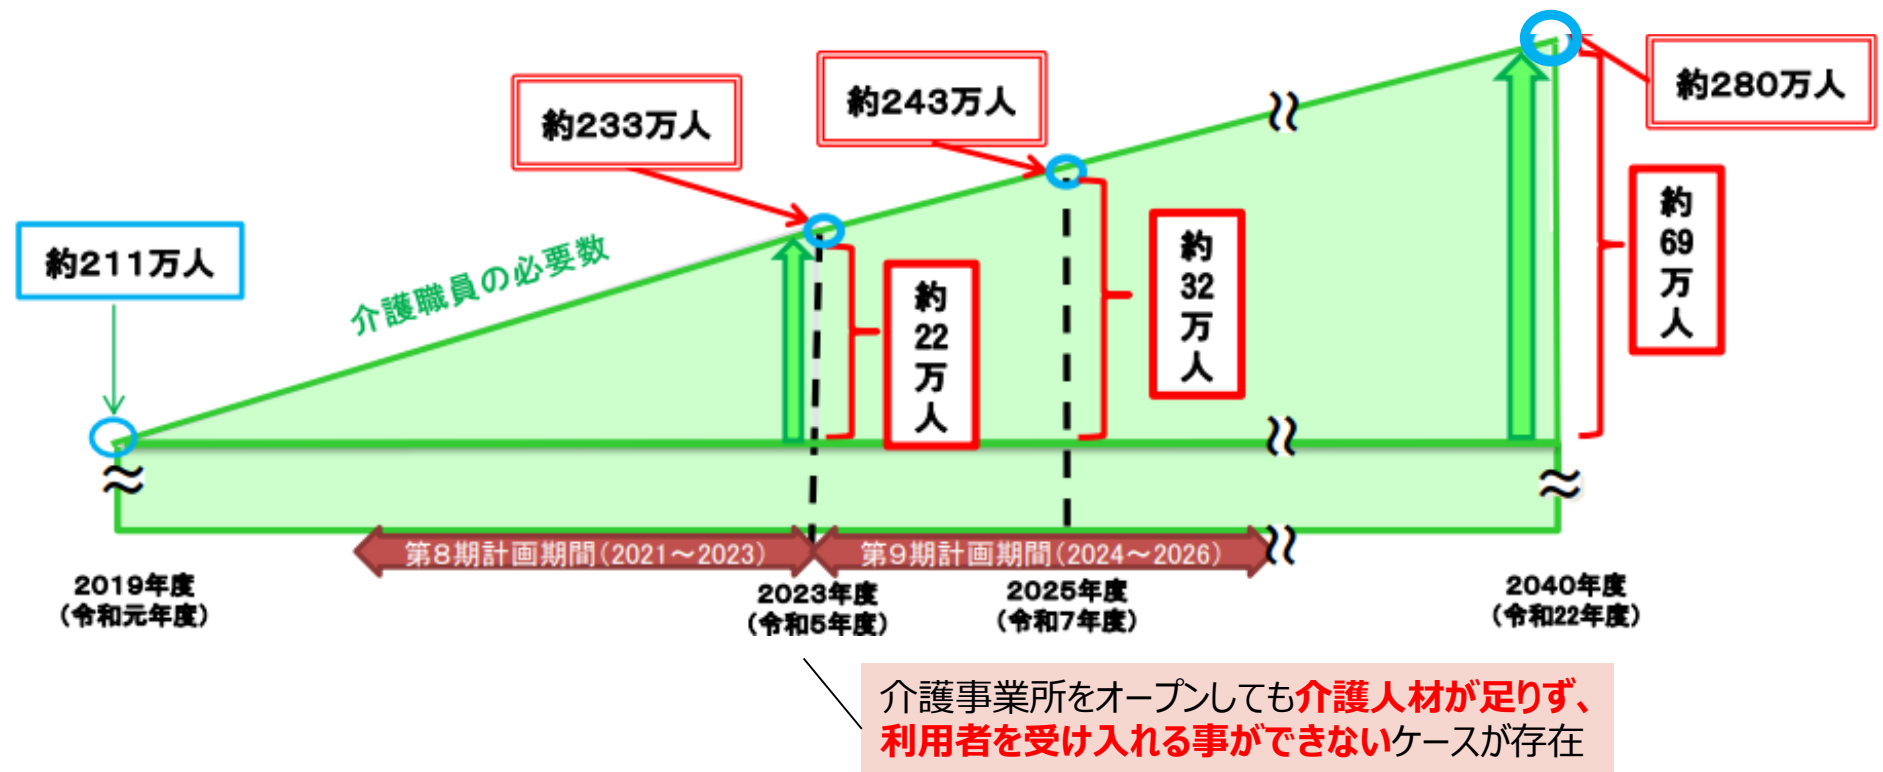 約280万人
約243万人
約233万人
約211万人
介護職員の必要数
約69万人
約32万人
約22万人
第8期計画期間(2021～2023)
第9期計画期間(2024～2026)
2019年度
(令和元年度)
2023年度
(令和5年度)
2025年度
(令和7年度)
2040年度
(令和22年度)
介護事業所をオープンしても介護人材が足りず、
利用者を受け入れる事ができないケースが存在